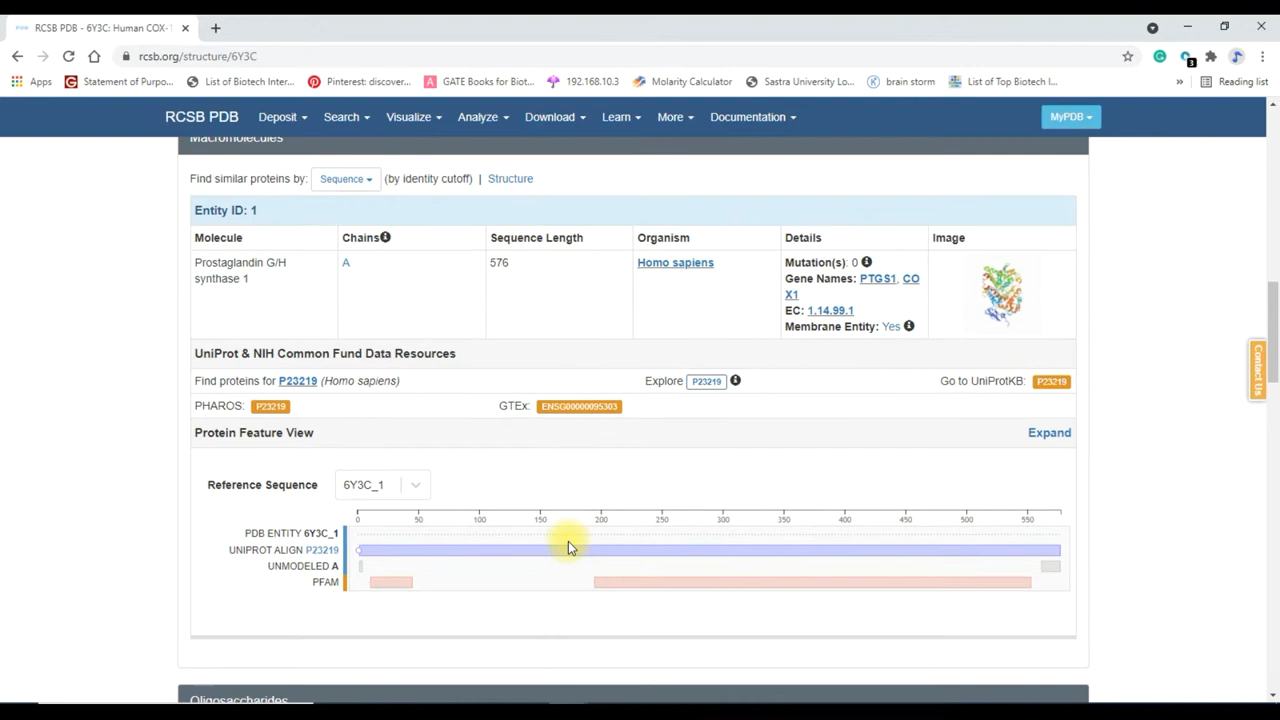 RCSB PDB - 6Y3C: Human COX-1
rcsb.org/structure/6Y3C
3
Apps Statement of Purpo... List of Biotech Inter... Pinterest: discover... GATE Books for Biot... 192.168.10.3 Molarity Calculator Sastra University Lo... brain storm List of Top Biotech I... » Reading list
RCSB PDB Deposit Search Visualize Analyze Download Learn More Documentation MyPDB
Macromolecules
Find similar proteins by: Sequence (by identity cutoff) | Structure
Entity ID: 1
Molecule Chains Sequence Length Organism Details Image
Prostaglandin G/H synthase 1 A 576 Homo sapiens Mutation(s): 0
Gene Names: PTGS1, CO
X1
EC: 1.14.99.1
Membrane Entity: Yes
UniProt & NIH Common Fund Data Resources
Find proteins for P23219 (Homo sapiens) Explore P23219 Go to UniProtKB: P23219
PHAROS: P23219 GTEx: ENSG00000095303
Contact Us
Protein Feature View Expand
Reference Sequence 6Y3C_1
0 50 100 150 200 250 300 350 400 450 500 550
PDB ENTITY 6Y3C_1
UNIPROT ALIGN P23219
UNMODELED A
PFAM
Oligosaccharides